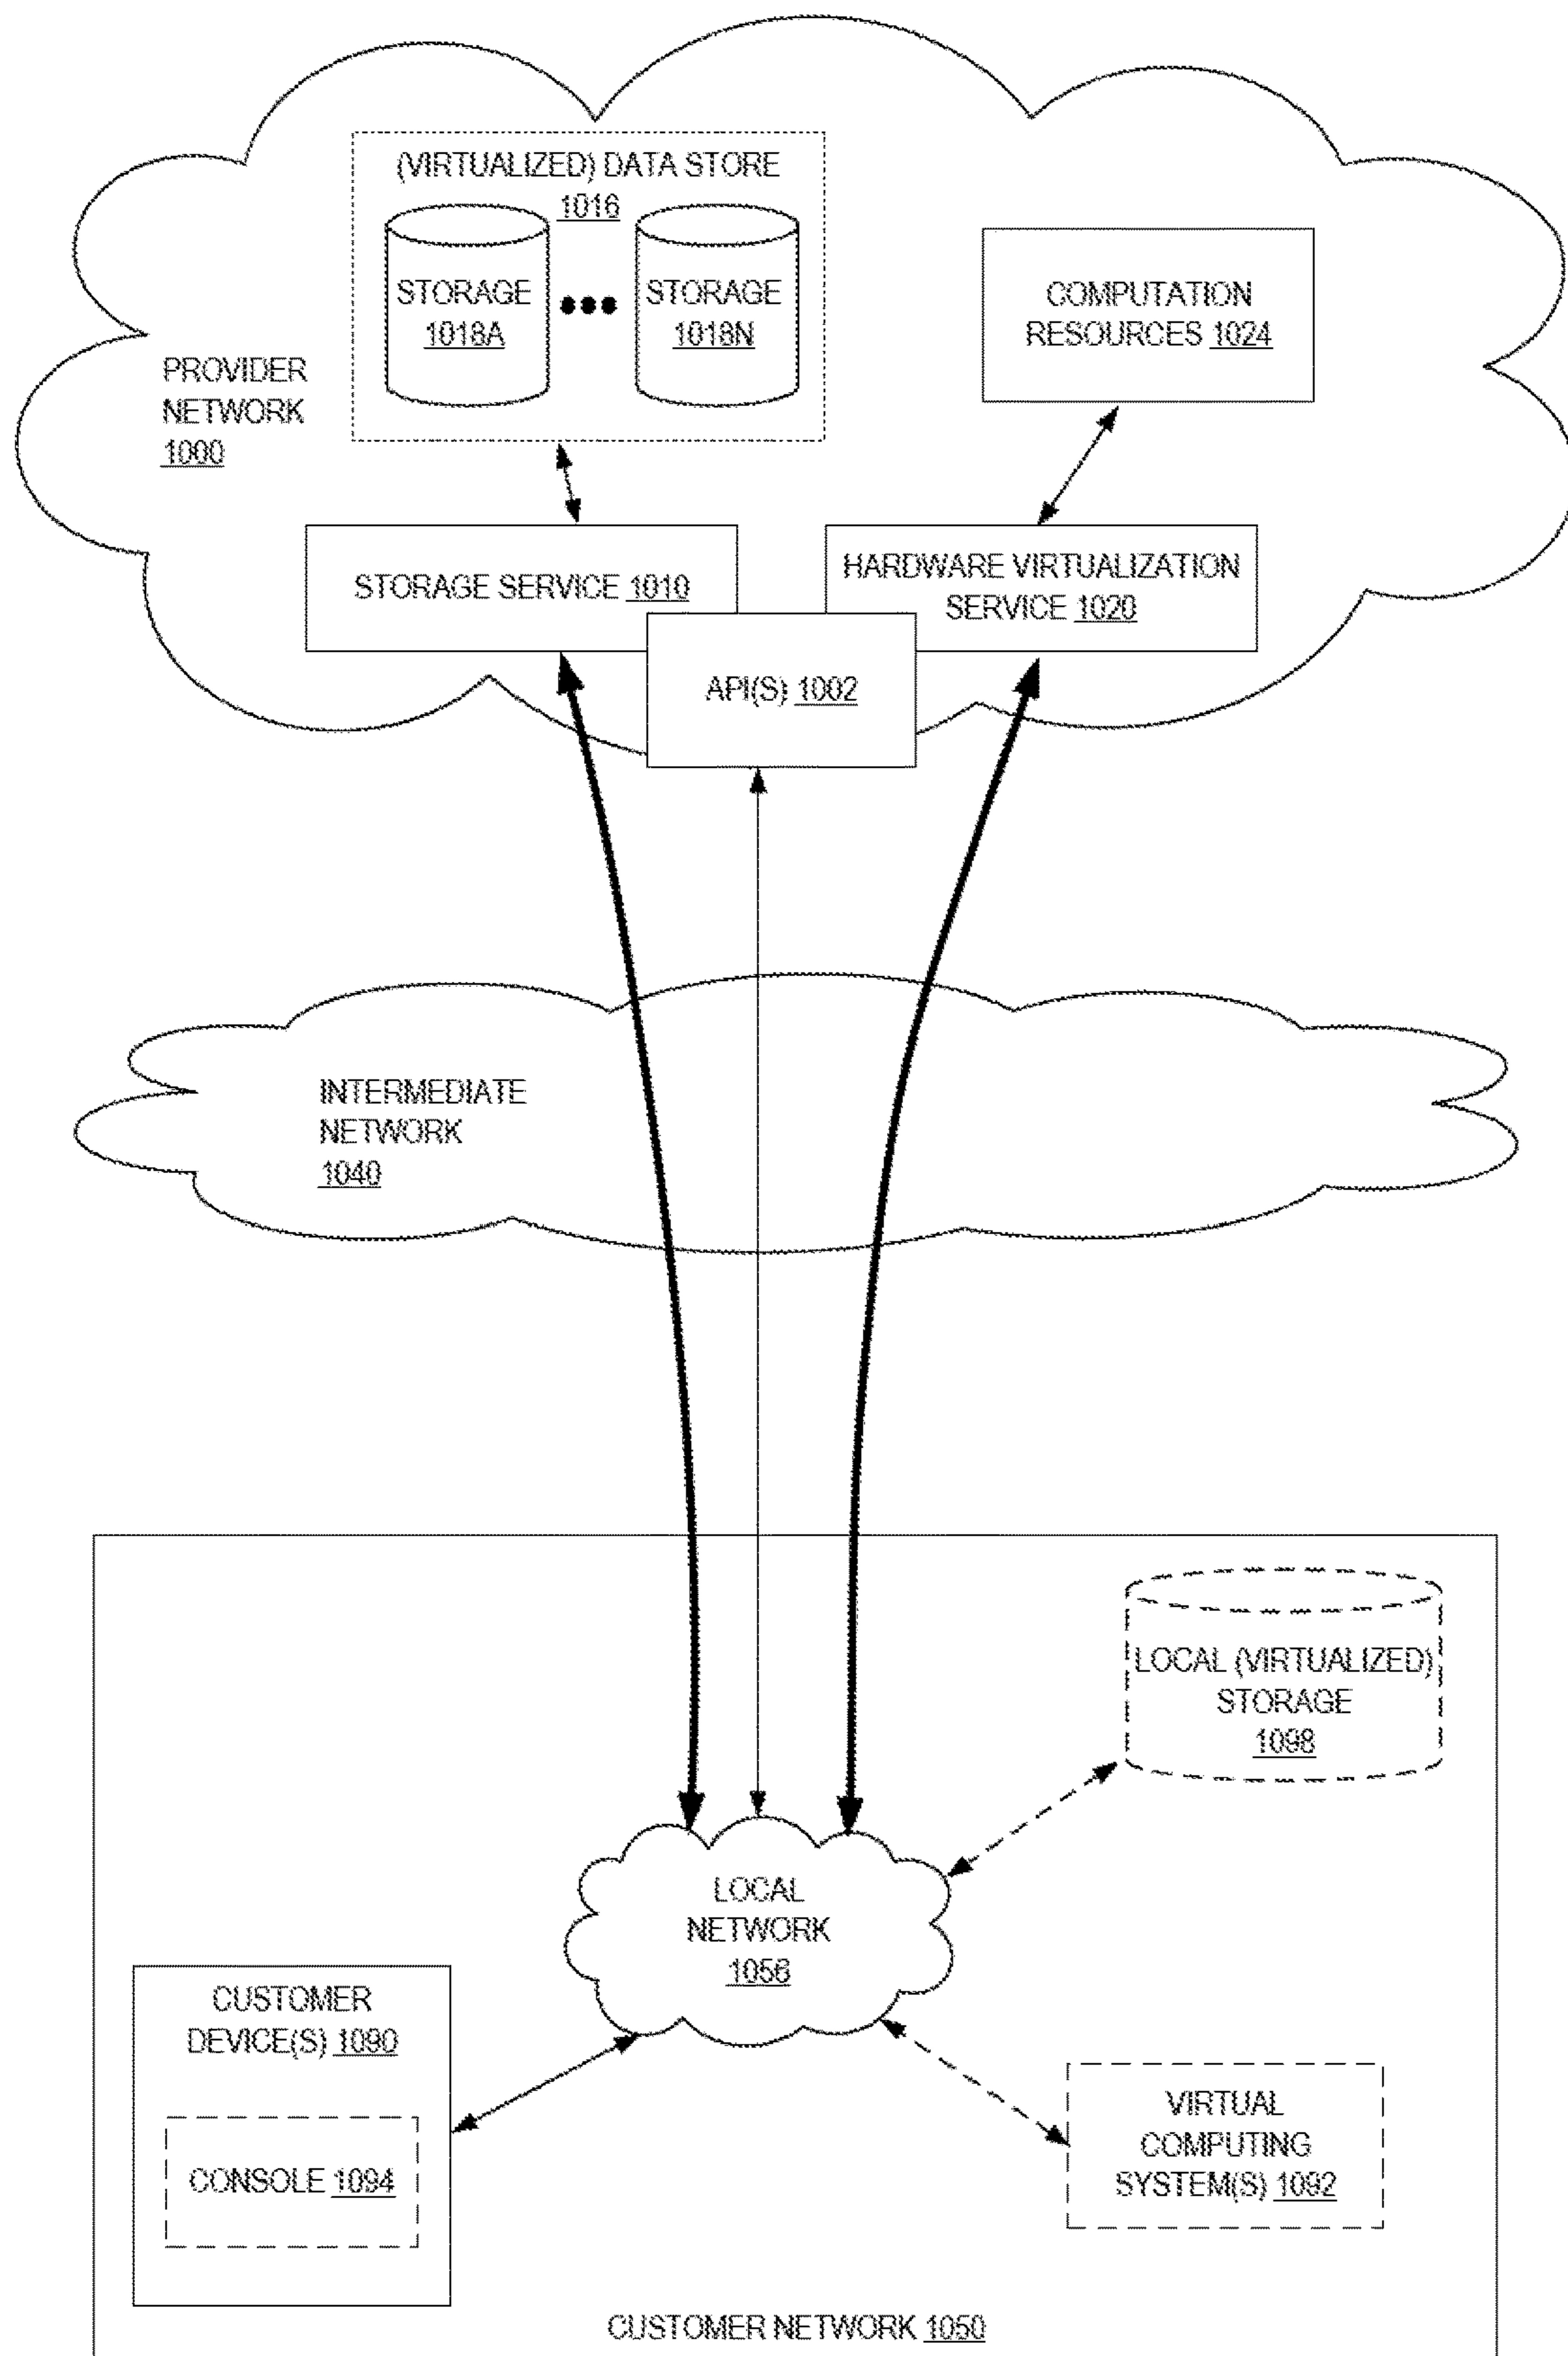 (VIRTUALIZED) DATA STORE
1016
STORAGE
1018A
STORAGE
1018N
COMPUTATION
RESOURCES 1024
PROVIDER
NETWORK
1000
STORAGE SERVICE 1010
HARDWARE VIRTUALIZATION
SERVICE 1020
API(S) 1002
INTERMEDIATE
NETWORK
1040
LOCAL (VIRTUALIZED)
STORAGE
1098
LOCAL
NETWORK
1056
CUSTOMER
DEVICE(S) 1090
CONSOLE 1094
VIRTUAL
COMPUTING
SYSTEM(S) 1092
CUSTOMER NETWORK 1050